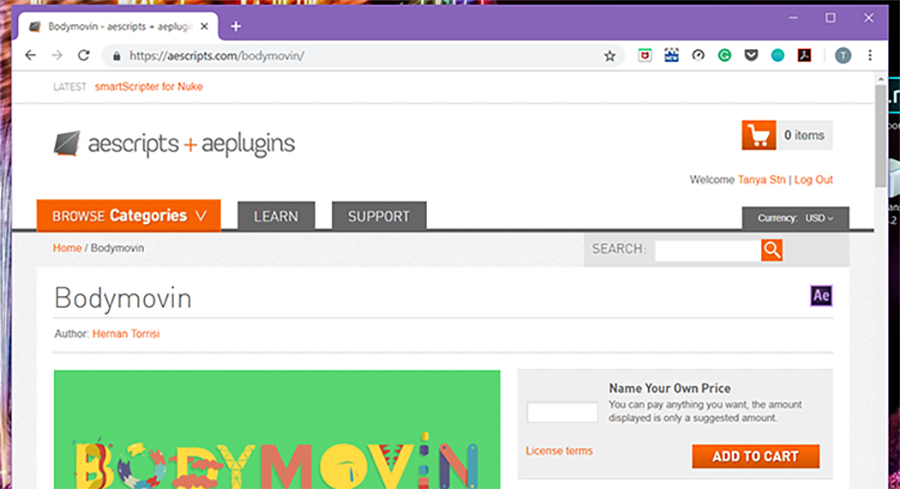 Bodymovin - aescripts + aeplugi
https://aescripts.com/bodymovin/
T
LATEST smartScripter for Nuke
aescripts + aeplugins
0 items
Welcome Tanya Stn | Log Out
BROWSE Categories LEARN SUPPORT
Currency: USD
Home / Bodymovin
SEARCH:
Bodymovin
Ae
Author: Hernan Torrisi
Name Your Own Price
You can pay anything you want, the amount
displayed is only a suggested amount.
License terms
ADD TO CART
BODYMOVIN